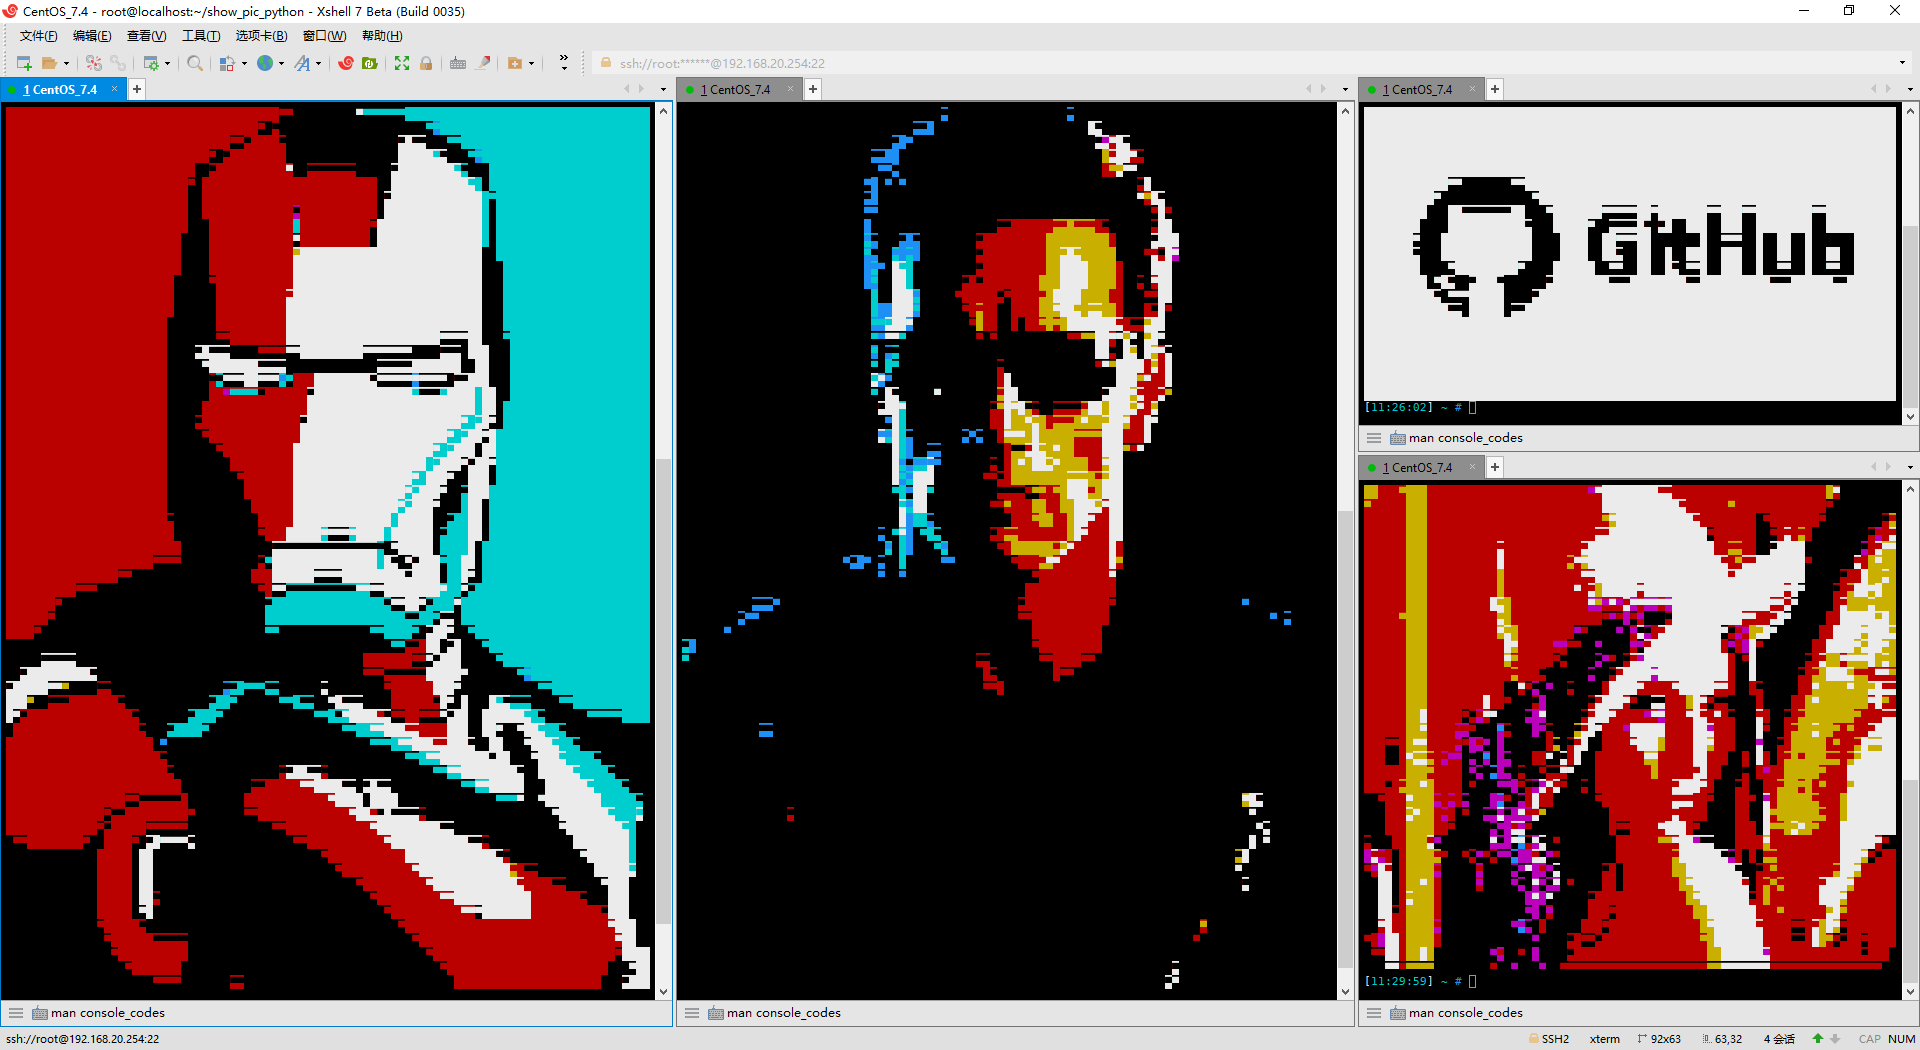 CentOS_7.4 - root@localhost:~/show_pic_python - Xshell 7 Beta (Build 0035)
文件(F) 编辑(E) 查看(V) 工具(T) 选项卡(B) 窗口(W) 帮助(H)
ssh://root:******@192.168.20.254:22
1 CentOS_7.4
1 CentOS_7.4
1 CentOS_7.4
GitHub
[11:26:02] ~ #
man console_codes
1 CentOS_7.4
[11:29:59] ~ #
man console_codes
man console_codes
man console_codes
ssh://root@192.168.20.254:22
SSH2 xterm 92x63 63,32 4 会话 CAP NUM